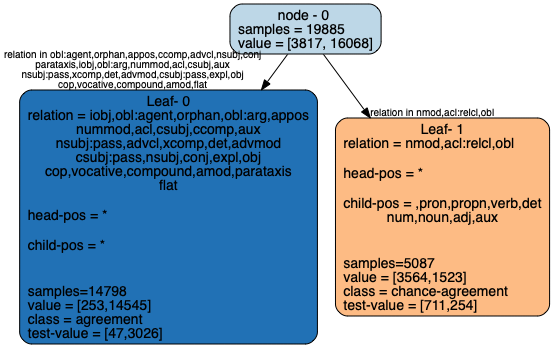 node - 0
samples = 19885
value = [3817, 16068]
relation in obl:agent,orphan,appos,ccomp,advcl,nsubj,conj
parataxis,iobj,obl:arg,nummod,acl,csubj,aux
nsubj:pass,xcomp,det,advmod,csubj:pass,expl,obj
cop,vocative,compound,amod,flat
relation in nmod,acl:relcl,obl
Leaf- 0
relation = iobj,obl:agent,orphan,obl:arg,appos
nummod,acl,csubj,ccomp,aux
nsubj:pass,advcl,xcomp,det,advmod
csubj:pass,nsubj,conj,expl,obj
cop,vocative,compound,amod,parataxis
flat
head-pos = *
child-pos = *
samples=14798
value = [253,14545]
class = agreement
test-value = [47,3026]
Leaf- 1
relation = nmod,acl:relcl,obl
head-pos = *
child-pos = ,pron,propn,verb,det
num,noun,adj,aux
samples=5087
value = [3564,1523]
class = chance-agreement
test-value = [711,254]